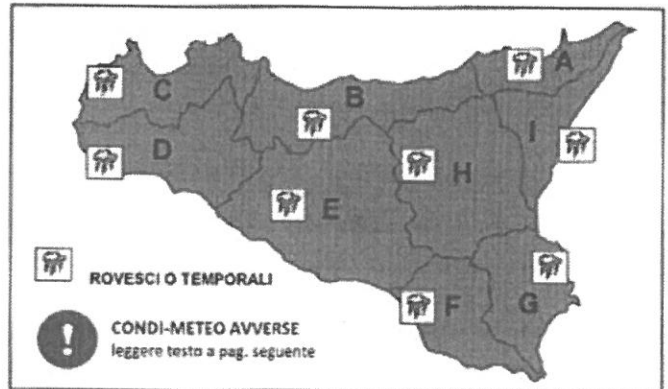 A
C
B
I
D
H
E
F
G
ROVESCI O TEMPORALI
CONDI-METEO AVVERSE
leggere testo a pag. seguente